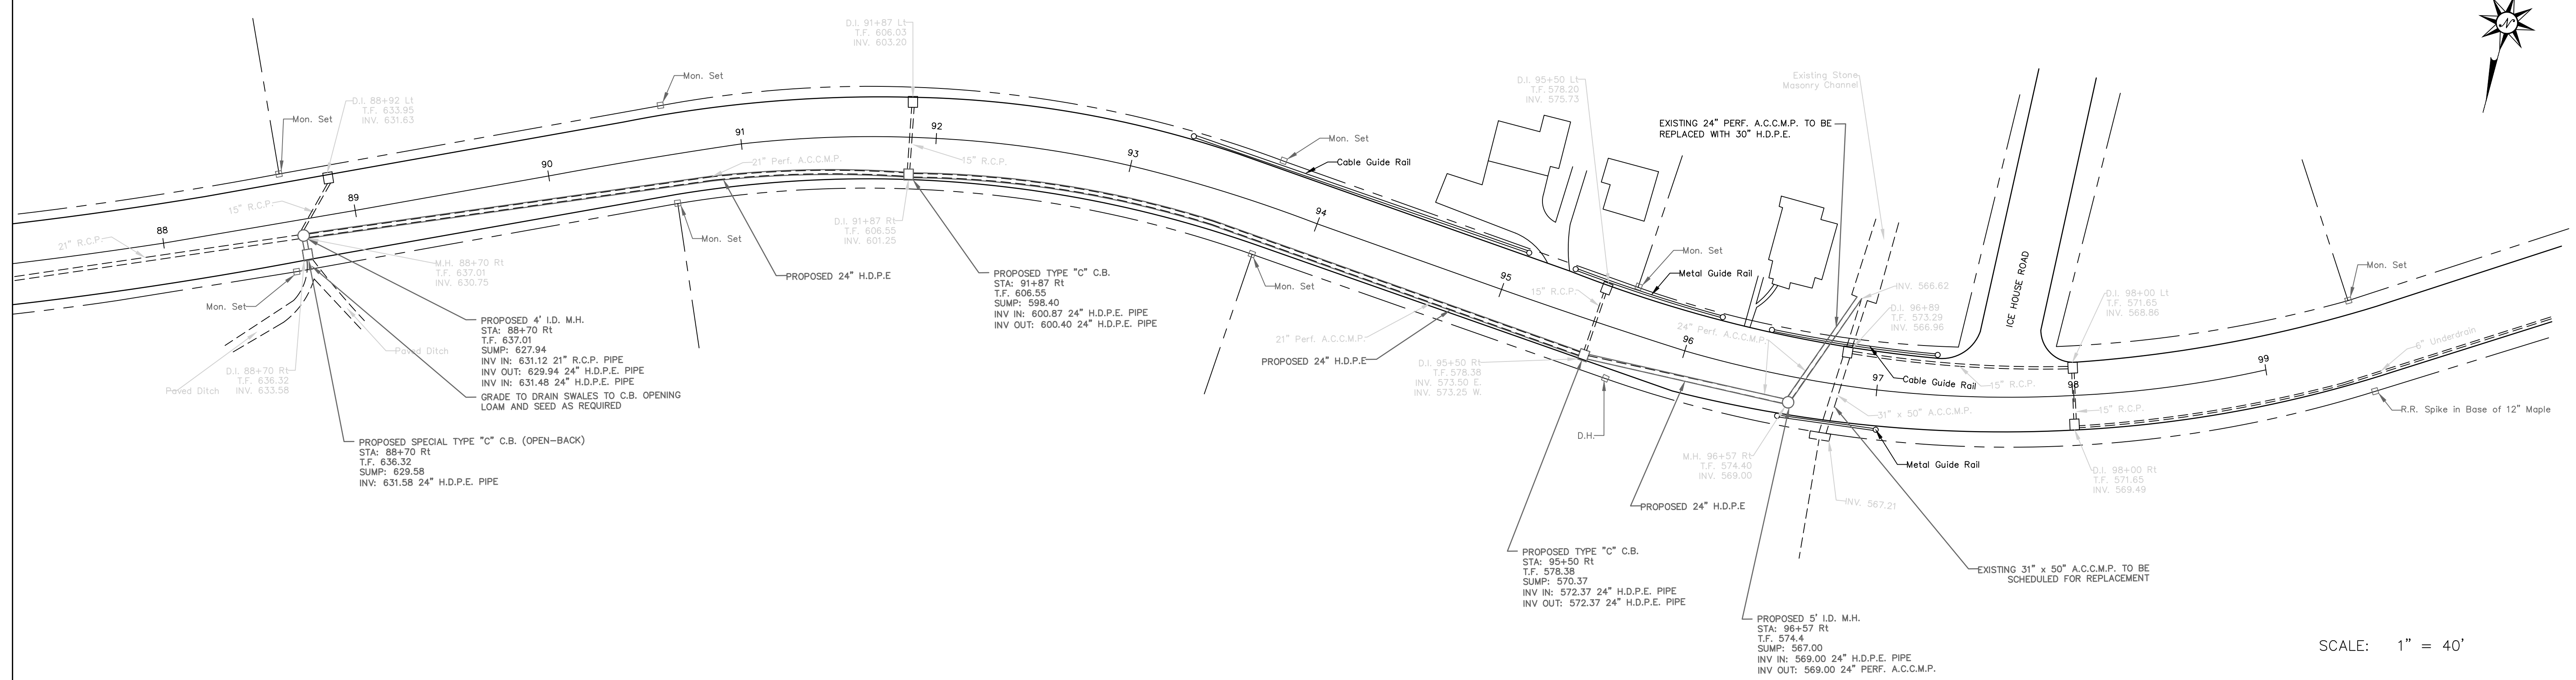 D.I. 91+87 Lt
T.F. 606.03
INV. 603.20
N
Mon. Set
D.I. 88+92 Lt
T.F. 633.95
INV. 631.63
Mon. Set
D.I. 95+50 Lt
T.F. 578.20
INV. 575.73
Existing Stone
Masonry Channel
EXISTING 24" PERF. A.C.C.M.P. TO BE
REPLACED WITH 30" H.D.P.E.
Mon. Set
Cable Guide Rail
88
89
90
91
92
93
94
95
96
97
98
99
21" Perf. A.C.C.M.P.
15" R.C.P.
15" R.C.P.
21" R.C.P.
D.I. 91+87 Rt
T.F. 606.55
INV. 601.25
Mon. Set
Mon. Set
M.H. 88+70 Rt
T.F. 637.01
INV. 630.75
PROPOSED 24" H.D.P.E
PROPOSED TYPE "C" C.B.
STA: 91+87 Rt
T.F. 606.55
SUMP: 598.40
INV IN: 600.87 24" H.D.P.E. PIPE
INV OUT: 600.40 24" H.D.P.E. PIPE
Mon. Set
Mon. Set
Metal Guide Rail
15" R.C.P.
INV. 566.62
D.I. 96+89
T.F. 573.29
INV. 566.96
ICE HOUSE ROAD
Mon. Set
D.I. 98+00 Lt
T.F. 571.65
INV. 568.86
6" Underdrain
PROPOSED 4' I.D. M.H.
STA: 88+70 Rt
T.F. 637.01
SUMP: 627.94
INV IN: 631.12 21" R.C.P. PIPE
INV OUT: 629.94 24" H.D.P.E. PIPE
INV IN: 631.48 24" H.D.P.E. PIPE
GRADE TO DRAIN SWALES TO C.B. OPENING
LOAM AND SEED AS REQUIRED
Mon. Set
Paved Ditch
D.I. 88+70 Rt
T.F. 636.32
INV. 633.58
Paved Ditch
21" Perf. A.C.C.M.P.
PROPOSED 24" H.D.P.E
24" Perf. A.C.C.M.P.
D.I. 95+50 Rt
T.F. 578.38
INV. 573.50 E.
INV. 573.25 W.
Cable Guide Rail
15" R.C.P.
31" x 50" A.C.C.M.P.
15" R.C.P.
R.R. Spike in Base of 12" Maple
D.H.
PROPOSED SPECIAL TYPE "C" C.B. (OPEN-BACK)
STA: 88+70 Rt
T.F. 636.32
SUMP: 629.58
INV: 631.58 24" H.D.P.E. PIPE
M.H. 96+57 Rt
T.F. 574.40
INV. 569.00
Metal Guide Rail
D.I. 98+00 Rt
T.F. 571.65
INV. 569.49
INV. 567.21
PROPOSED 24" H.D.P.E
PROPOSED TYPE "C" C.B.
STA: 95+50 Rt
T.F. 578.38
SUMP: 570.37
INV IN: 572.37 24" H.D.P.E. PIPE
INV OUT: 572.37 24" H.D.P.E. PIPE
EXISTING 31" x 50" A.C.C.M.P. TO BE
SCHEDULED FOR REPLACEMENT
PROPOSED 5' I.D. M.H.
STA: 96+57 Rt
T.F. 574.4
SUMP: 567.00
INV IN: 569.00 24" H.D.P.E. PIPE
INV OUT: 569.00 24" PERF. A.C.C.M.P.
SCALE: 1" = 40'